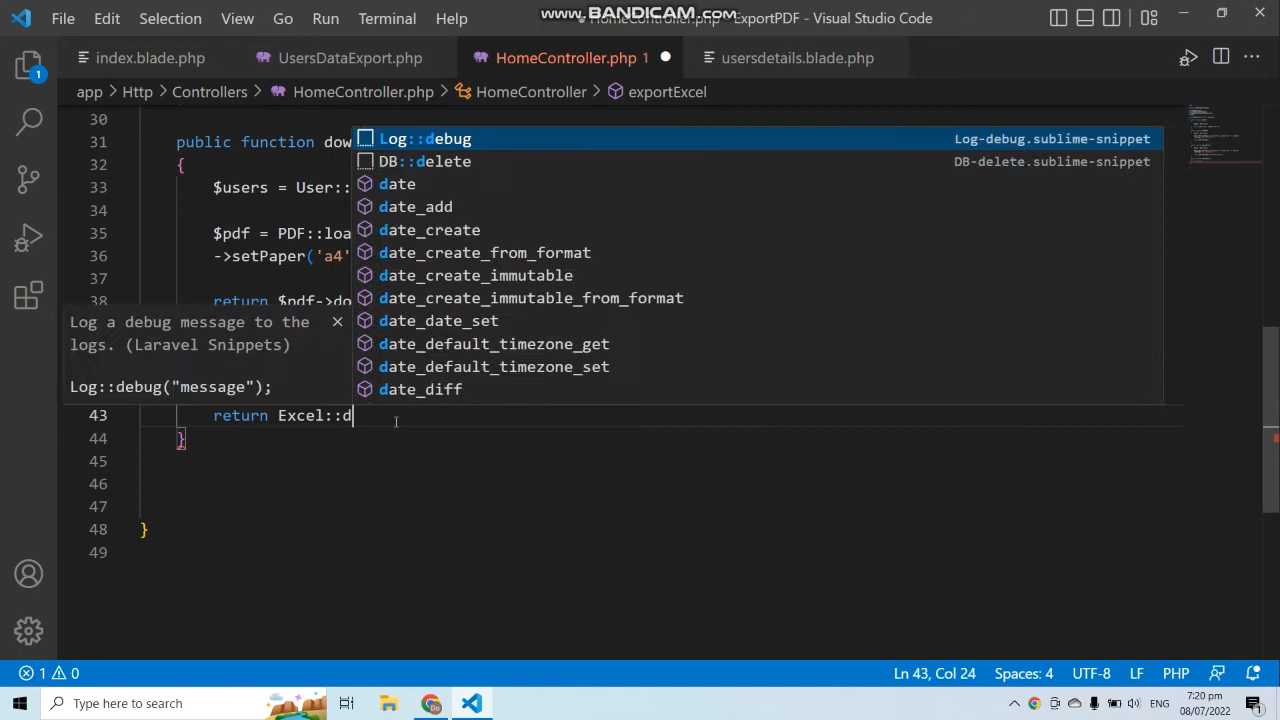 File Edit Selection View Go Run Terminal Help
HomeController.php - ExportPDF - Visual Studio Code
www.BANDICAM.com
index.blade.php
UsersDataExport.php
HomeController.php 1
usersdetails.blade.php
1
app > Http > Controllers > HomeController.php > HomeController > exportExcel
30
31 public function dow
32 {
33 $users = User::
34
35 $pdf = PDF::loa
36 ->setPaper('a4'
37
38 return $pdf->do
Log::debug Log-debug.sublime-snippet
DB::delete DB-delete.sublime-snippet
date
date_add
date_create
date_create_from_format
date_create_immutable
date_create_immutable_from_format
date_date_set
date_default_timezone_get
date_default_timezone_set
date_diff
Log a debug message to the
logs. (Laravel Snippets)
Log::debug("message");
43 return Excel::d
44 }
45
46
47
48 }
49
1 0
Ln 43, Col 24 Spaces: 4 UTF-8 LF PHP
Type here to search
ENG
7:20 pm
08/07/2022
1